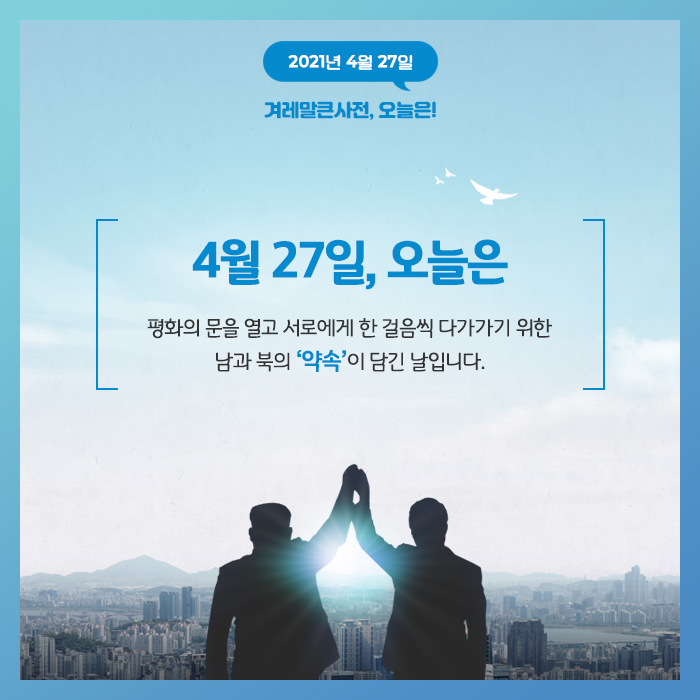 2021년 4월 27일
겨레말큰사전, 오늘은!
4월 27일, 오늘은
평화의 문을 열고 서로에게 한 걸음씩 다가가기 위한
남과 북의 ‘약속’이 담긴 날입니다.